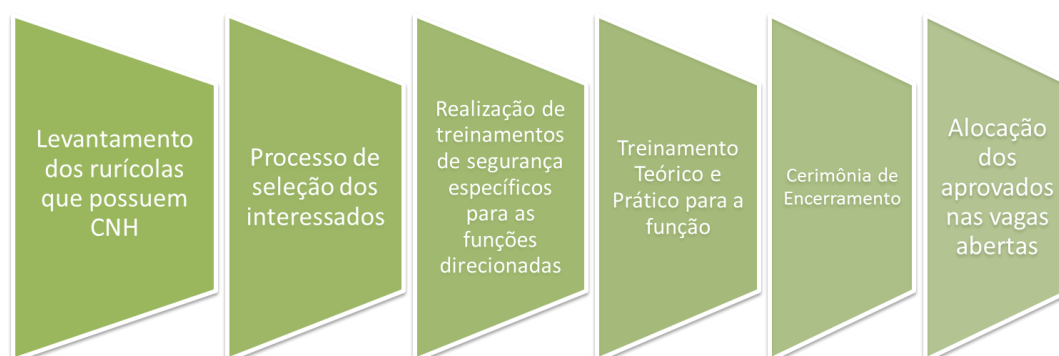 Levantamento
dos rurícolas
que possuem
CNH
Processo de
seleção dos
interessados
Realização de
treinamentos
de segurança
específicos
para as
funções
direcionadas
Treinamento
Teórico e
Prático para a
função
Cerimônia de
Encerramento
Alocação
dos
aprovados
nas vagas
abertas